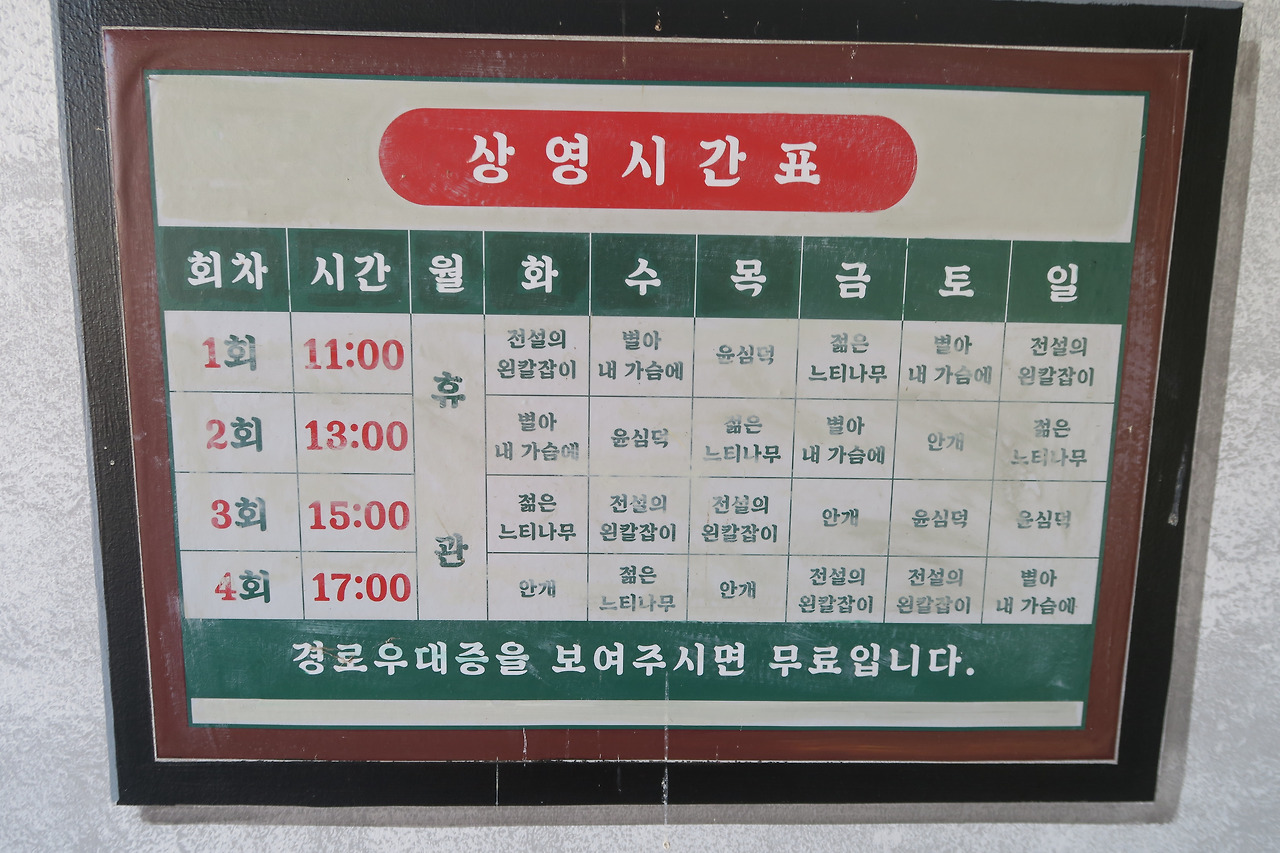 상영시간표
회차 시간 월 화 수 목 금 토 일
1회 11:00 전설의 왼칼잡이 별아 내 가슴에 윤심덕 젊은 느티나무 별아 내 가슴에 전설의 왼칼잡이
휴
2회 13:00 별아 내 가슴에 윤심덕 젊은 느티나무 별아 내 가슴에 안개 젊은 느티나무
3회 15:00 젊은 느티나무 전설의 왼칼잡이 전설의 왼칼잡이 안개 윤심덕 윤심덕
관
4회 17:00 안개 젊은 느티나무 안개 전설의 왼칼잡이 전설의 왼칼잡이 별아 내 가슴에
경로우대증을 보여주시면 무료입니다.